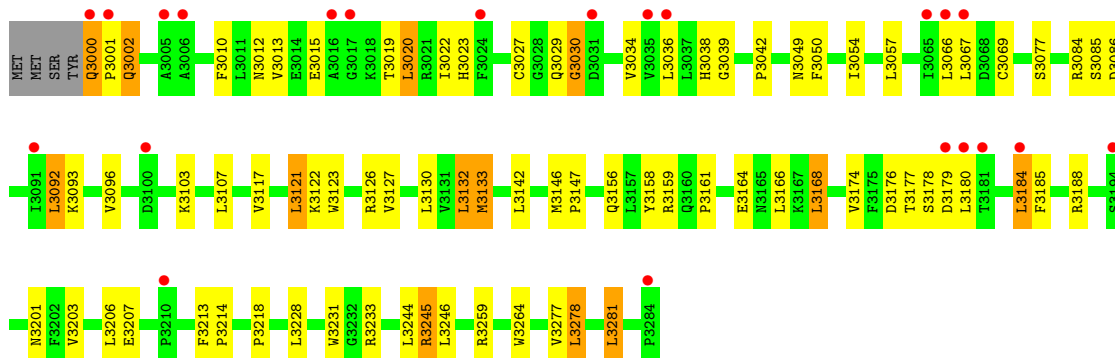 MET MET SER TYR Q3000 P3001 Q3002 A3005 A3006 F3010 L3011 N3012 V3013 E3014 E3015 A3016 G3017 K3018 T3019 L3020 R3021 I3022 H3023 F3024 C3027 G3028 Q3029 G3030 D3031 V3034 V3035 L3036 L3037 H3038 G3039 P3042 N3049 F3050 I3054 L3057 I3065 L3066 L3067 D3068 C3069 S3077 R3084 S3085
I3091 L3092 K3093 V3096 D3100 K3103 L3107 V3117 L3121 K3122 W3123 R3126 V3127 L3130 V3131 L3132 M3133 L3142 M3146 P3147 Q3156 L3157 Y3158 R3159 Q3160 P3161 E3164 N3165 L3166 K3167 L3168 V3174 F3175 D3176 T3177 S3178 D3179 L3180 T3181 L3184 F3185 R3188
N3201 F3202 V3203 L3206 E3207 P3210 F3213 P3214 P3218 L3228 W3231 G3232 R3233 L3244 R3245 L3246 R3259 W3264 V3277 L3278 L3281 P3284